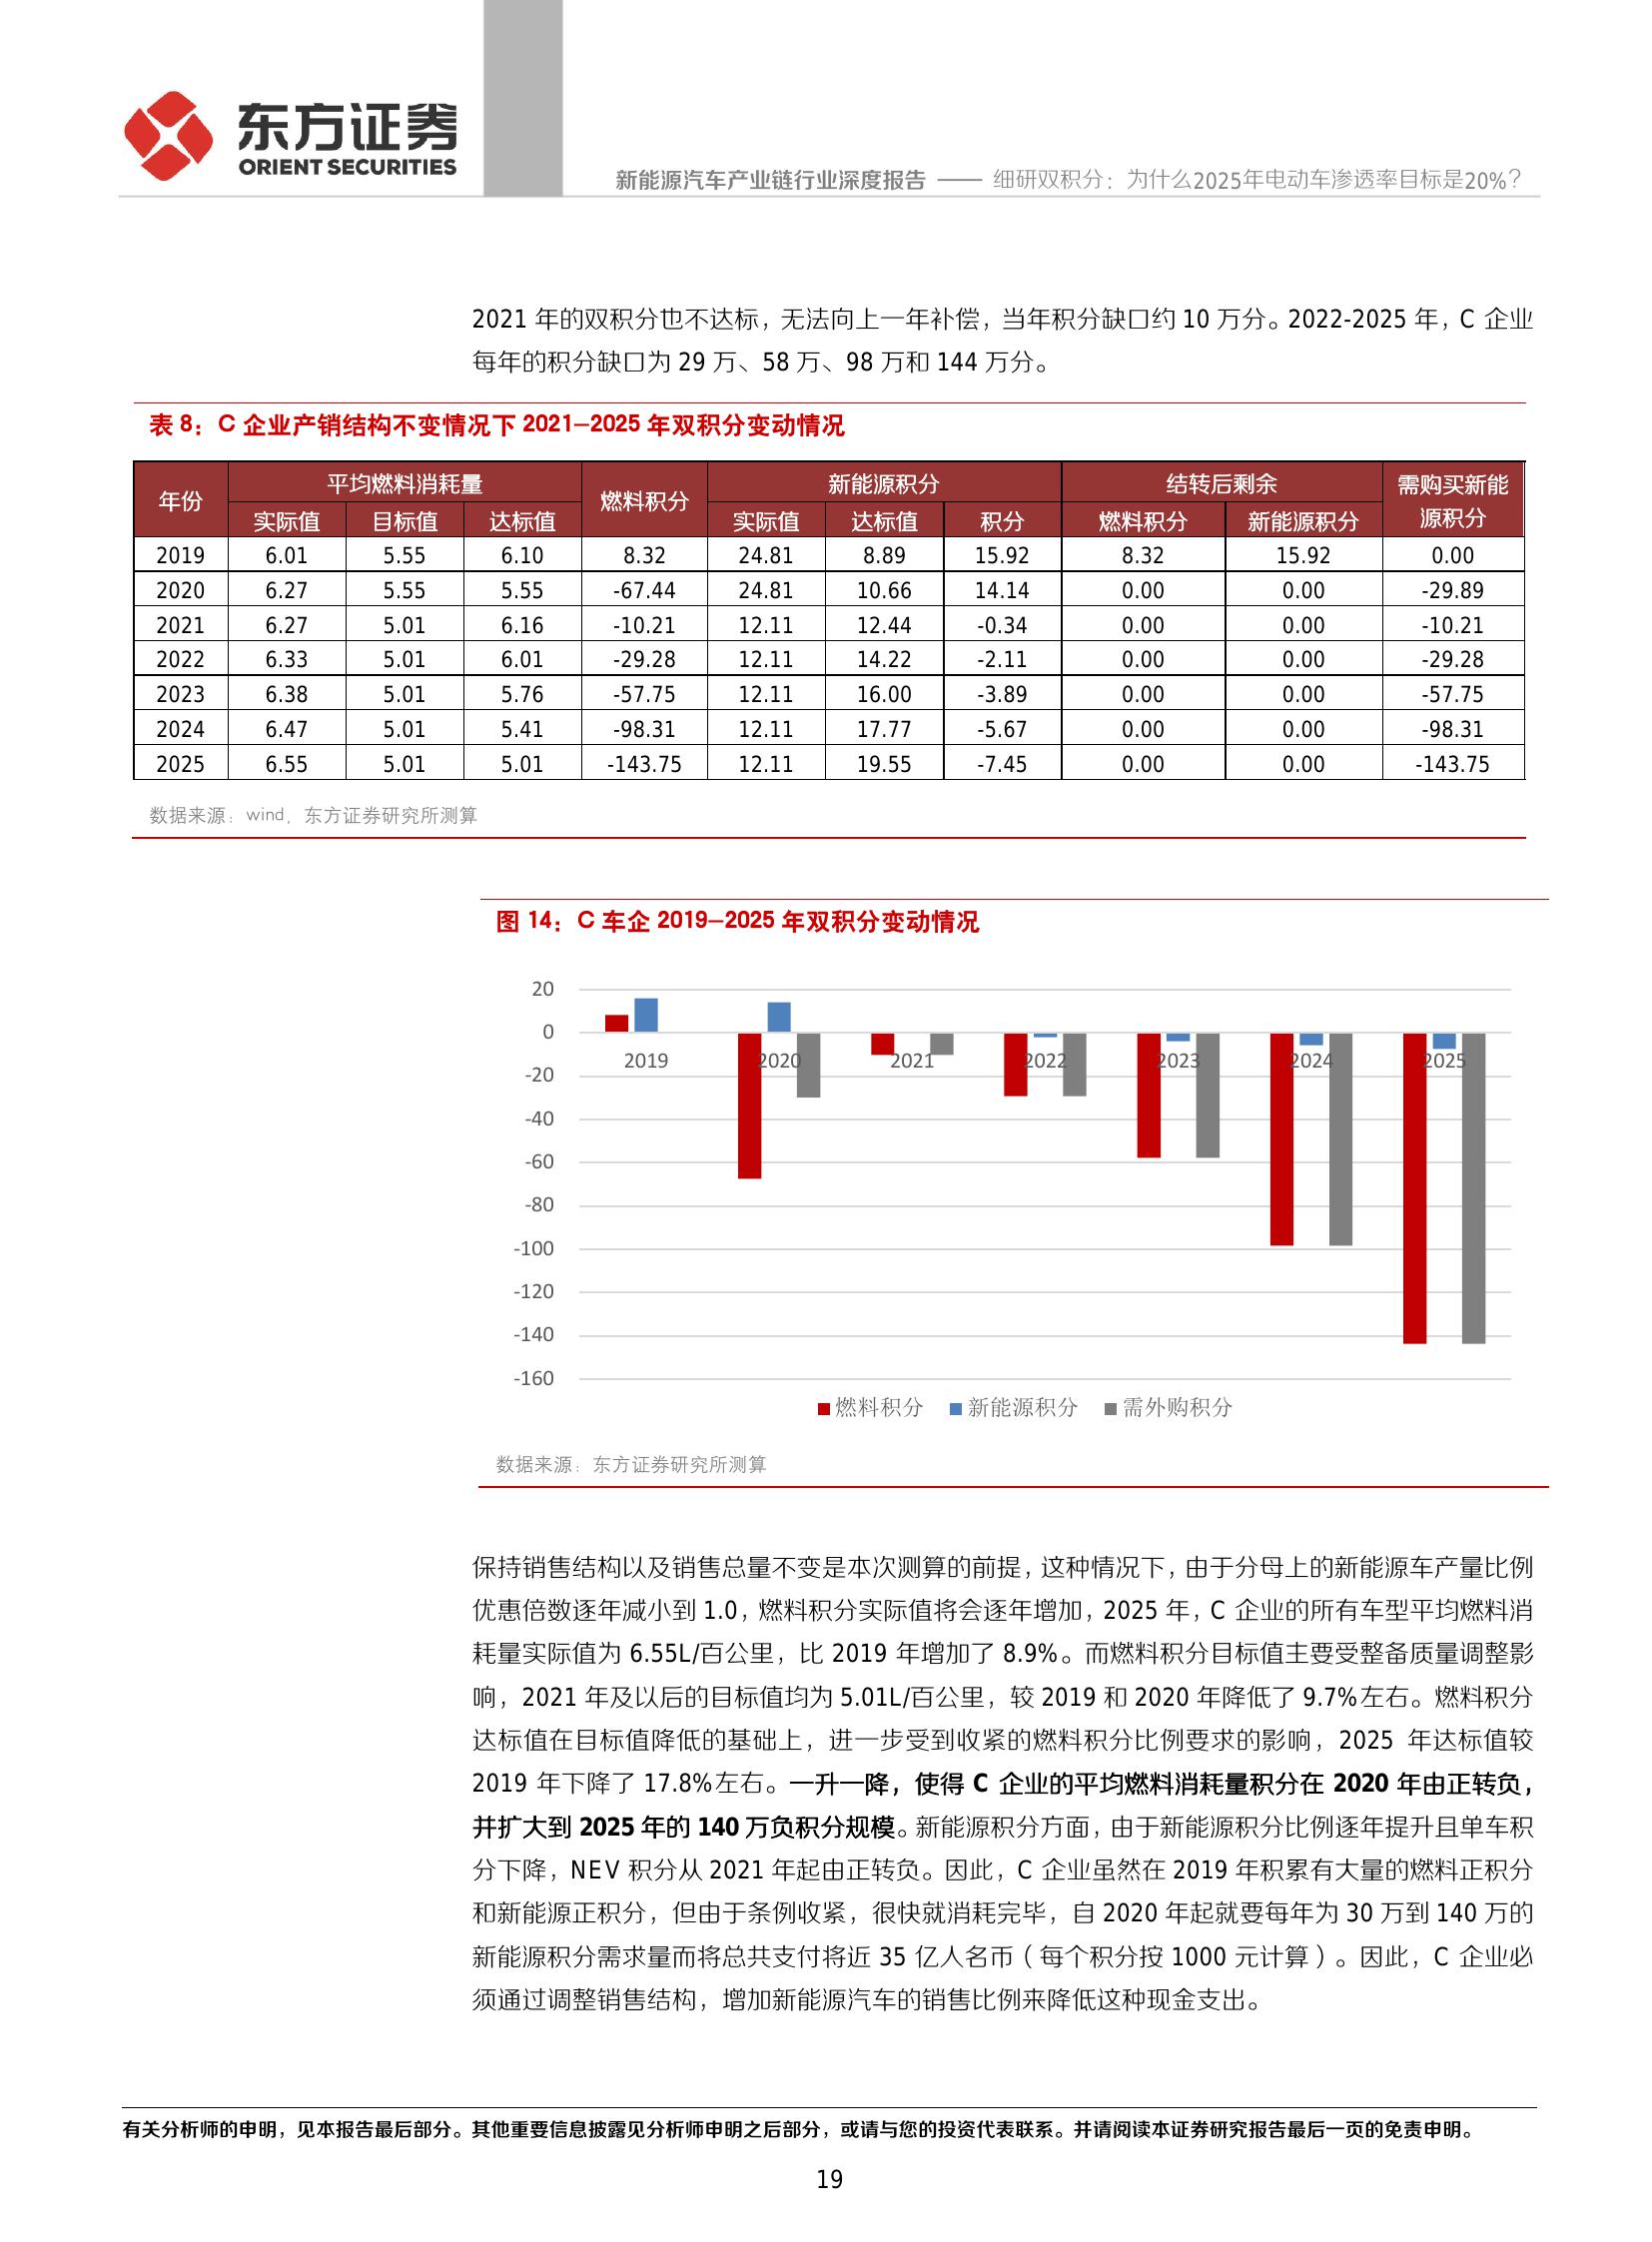 东方证券
ORIENT SECURITIES
新能源汽车产业链行业深度报告 —— 细研双积分：为什么2025年电动车渗透率目标是20%？
2021 年的双积分也不达标，无法向上一年补偿，当年积分缺口约 10 万分。2022-2025 年，C 企业
每年的积分缺口为 29 万、58 万、98 万和 144 万分。
表 8：C 企业产销结构不变情况下 2021–2025 年双积分变动情况
年份 平均燃料消耗量 燃料积分 新能源积分 结转后剩余 需购买新能源积分
实际值 目标值 达标值 实际值 达标值 积分 燃料积分 新能源积分
2019 6.01 5.55 6.10 8.32 24.81 8.89 15.92 8.32 15.92 0.00
2020 6.27 5.55 5.55 -67.44 24.81 10.66 14.14 0.00 0.00 -29.89
2021 6.27 5.01 6.16 -10.21 12.11 12.44 -0.34 0.00 0.00 -10.21
2022 6.33 5.01 6.01 -29.28 12.11 14.22 -2.11 0.00 0.00 -29.28
2023 6.38 5.01 5.76 -57.75 12.11 16.00 -3.89 0.00 0.00 -57.75
2024 6.47 5.01 5.41 -98.31 12.11 17.77 -5.67 0.00 0.00 -98.31
2025 6.55 5.01 5.01 -143.75 12.11 19.55 -7.45 0.00 0.00 -143.75
数据来源：wind，东方证券研究所测算
图 14：C 车企 2019–2025 年双积分变动情况
20
0
-20
-40
-60
-80
-100
-120
-140
-160
2019 2020 2021 2022 2023 2024 2025
燃料积分 新能源积分 需外购积分
数据来源：东方证券研究所测算
保持销售结构以及销售总量不变是本次测算的前提，这种情况下，由于分母上的新能源车产量比例
优惠倍数逐年减小到 1.0，燃料积分实际值将会逐年增加，2025 年，C 企业的所有车型平均燃料消
耗量实际值为 6.55L/百公里，比 2019 年增加了 8.9%。而燃料积分目标值主要受整备质量调整影
响，2021 年及以后的目标值均为 5.01L/百公里，较 2019 和 2020 年降低了 9.7%左右。燃料积分
达标值在目标值降低的基础上，进一步受到收紧的燃料积分比例要求的影响，2025 年达标值较
2019 年下降了 17.8%左右。一升一降，使得 C 企业的平均燃料消耗量积分在 2020 年由正转负，
并扩大到 2025 年的 140 万负积分规模。新能源积分方面，由于新能源积分比例逐年提升且单车积
分下降，NEV 积分从 2021 年起由正转负。因此，C 企业虽然在 2019 年积累有大量的燃料正积分
和新能源正积分，但由于条例收紧，很快就消耗完毕，自 2020 年起就要每年为 30 万到 140 万的
新能源积分需求量而将总共支付将近 35 亿人名币（每个积分按 1000 元计算）。因此，C 企业必
须通过调整销售结构，增加新能源汽车的销售比例来降低这种现金支出。
有关分析师的申明，见本报告最后部分。其他重要信息披露见分析师申明之后部分，或请与您的投资代表联系。并请阅读本证券研究报告最后一页的免责申明。
19